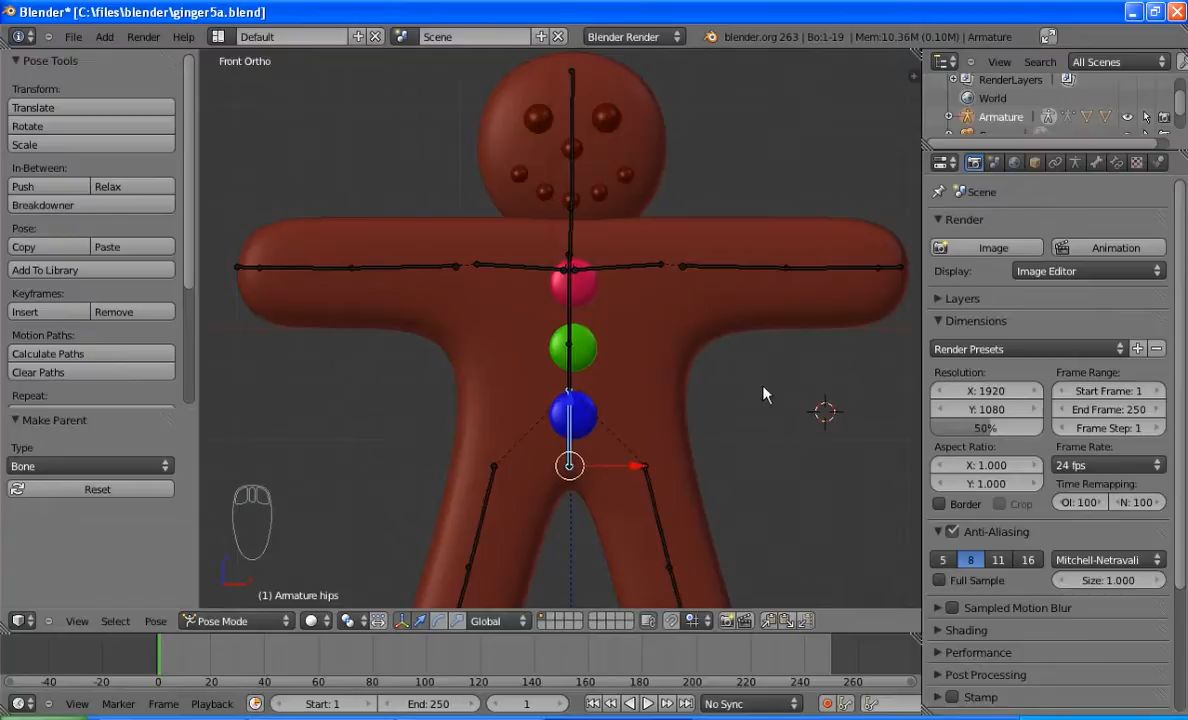 Blender* [C:\files\blender\ginger5a.blend]
File Add Render Help Default Scene Blender Render blender.org 263 | Bo:1-19 | Mem:10.36M (0.10M) | Armature
Pose Tools
Transform:
Translate
Rotate
Scale
In-Between:
Push Relax
Breakdowner
Pose:
Copy Paste
Add To Library
Keyframes:
Insert Remove
Motion Paths:
Calculate Paths
Clear Paths
Repeat:
Make Parent
Type
Bone
Reset
Front Ortho
(1) Armature hips
View Select Pose Pose Mode Global
View Search All Scenes
RenderLayers
World
Armature
Scene
Render
Image Animation
Display: Image Editor
Layers
Dimensions
Render Presets
Resolution: Frame Range:
X: 1920 Start Frame: 1
Y: 1080 End Frame: 250
50% Frame Step: 1
Aspect Ratio: Frame Rate:
X: 1.000 24 fps
Y: 1.000 Time Remapping:
Border Crop Ol: 100 N: 100
Anti-Aliasing
5 8 11 16 Mitchell-Netravali
Full Sample Size: 1.000
Sampled Motion Blur
Shading
Performance
Post Processing
Stamp
-40 -20 0 20 40 60 80 100 120 140 160 180 200 220 240 260 280
View Marker Frame Playback Start: 1 End: 250 1 No Sync